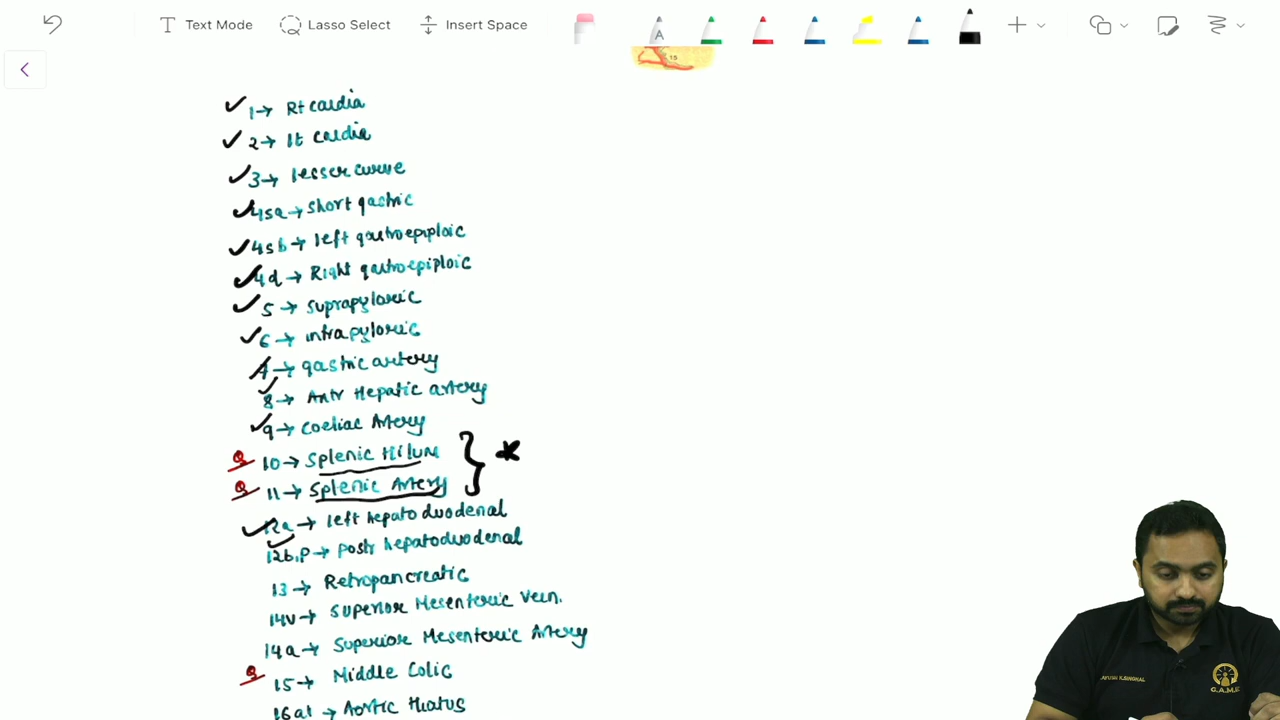 Text Mode
Lasso Select
Insert Space
A
15
1→ Rt cardia
2→ lt cardia
3→ lesser curve
4sa→ short gastric
4sb→ left gastroepiploic
4d→ Right gastroepiploic
5→ suprapyloric
6→ infrapyloric
7→ gastric artery
8→ Antr Hepatic artery
9→ Coeliac Artery
Q 10→ Splenic Hilum
Q 11→ Splenic Artery
12a→ left hepatoduodenal
12b,p→ postr hepatoduodenal
13→ Retropancreatic
14v→ Superior Mesenteric Vein.
14a→ Superior Mesenteric Artery
Q 15→ Middle Colic
16a1→ Aortic Hiatus
AYUSH K.SINGHAL
G.A.M.E